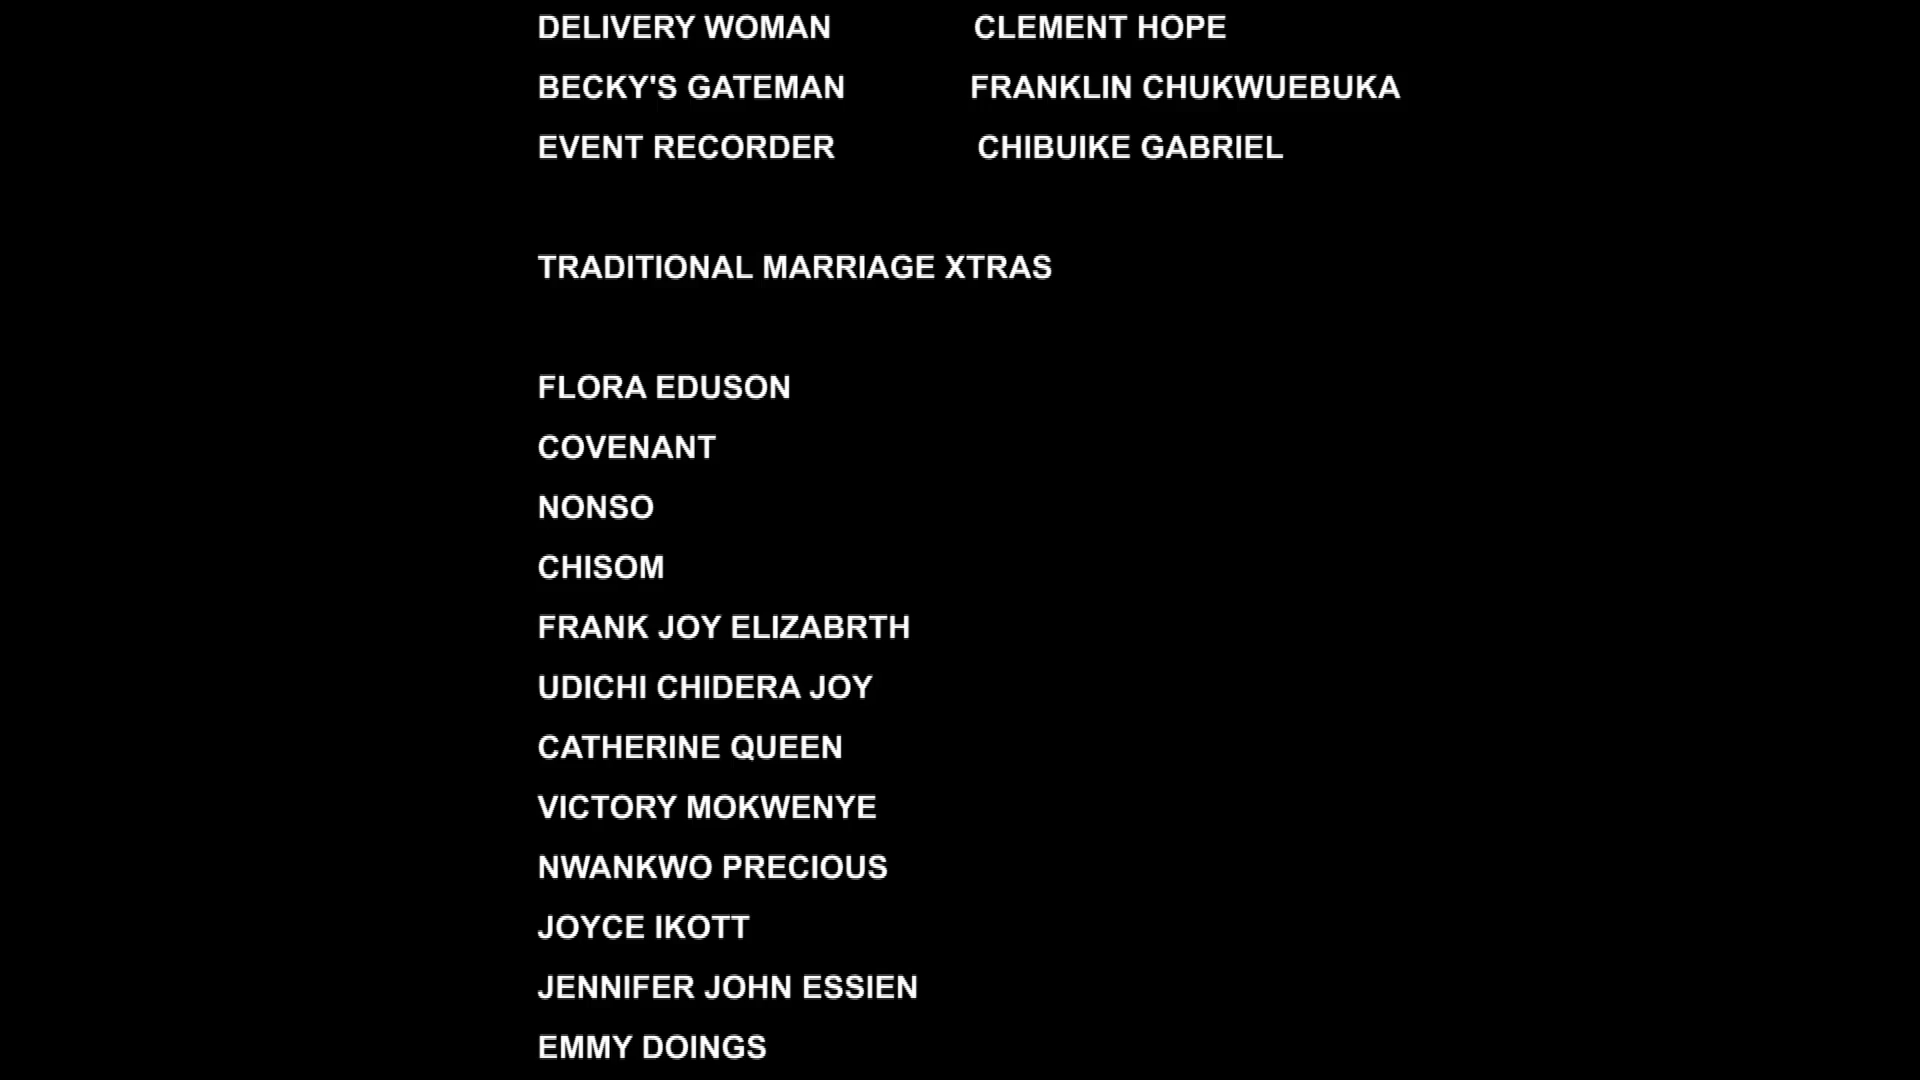 DELIVERY WOMAN CLEMENT HOPE
BECKY'S GATEMAN FRANKLIN CHUKWUEBUKA
EVENT RECORDER CHIBUIKE GABRIEL
TRADITIONAL MARRIAGE XTRAS
FLORA EDUSON
COVENANT
NONSO
CHISOM
FRANK JOY ELIZABRTH
UDICHI CHIDERA JOY
CATHERINE QUEEN
VICTORY MOKWENYE
NWANKWO PRECIOUS
JOYCE IKOTT
JENNIFER JOHN ESSIEN
EMMY DOINGS